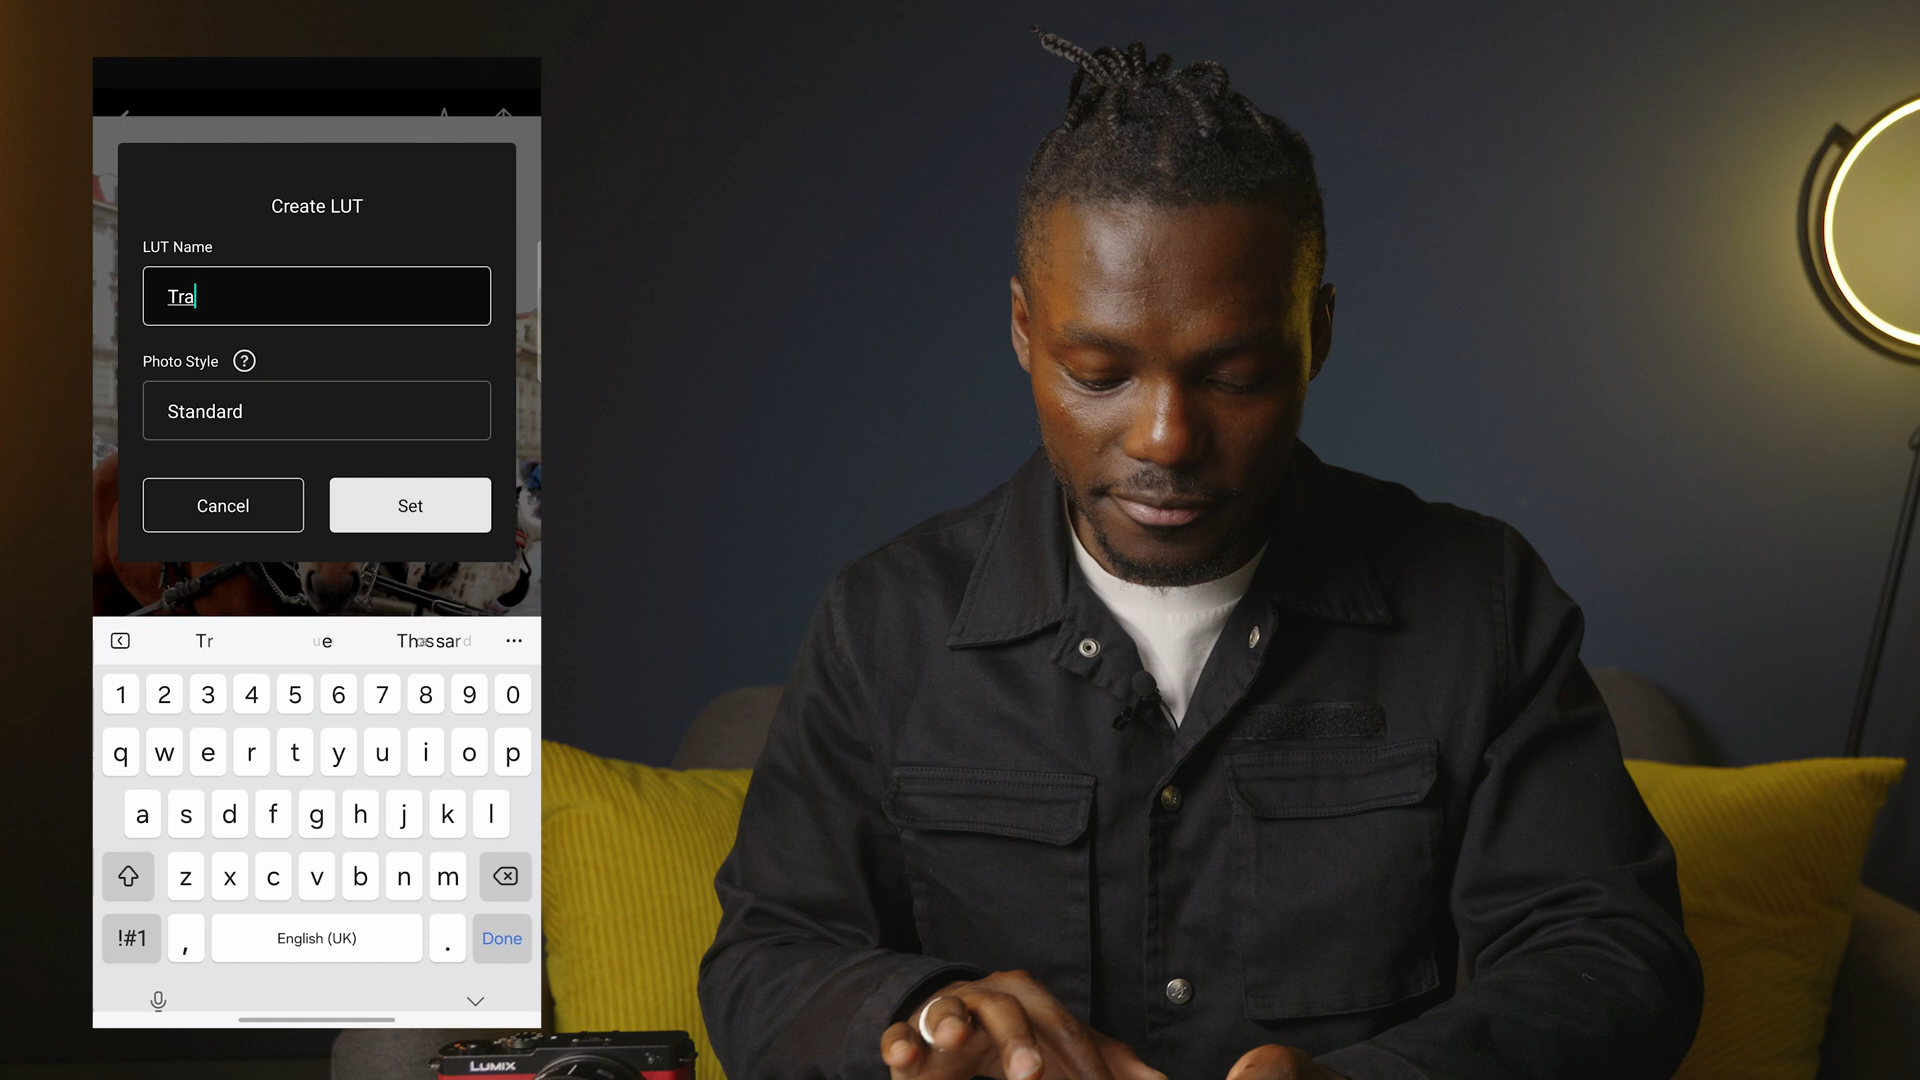 Create LUT
LUT Name
Tra
Photo Style ?
Standard
Cancel Set
Tr
1 2 3 4 5 6 7 8 9 0
q w e r t y u i o p
a s d f g h j k l
z x c v b n m
!#1 , English (UK) . Done
LUMIX